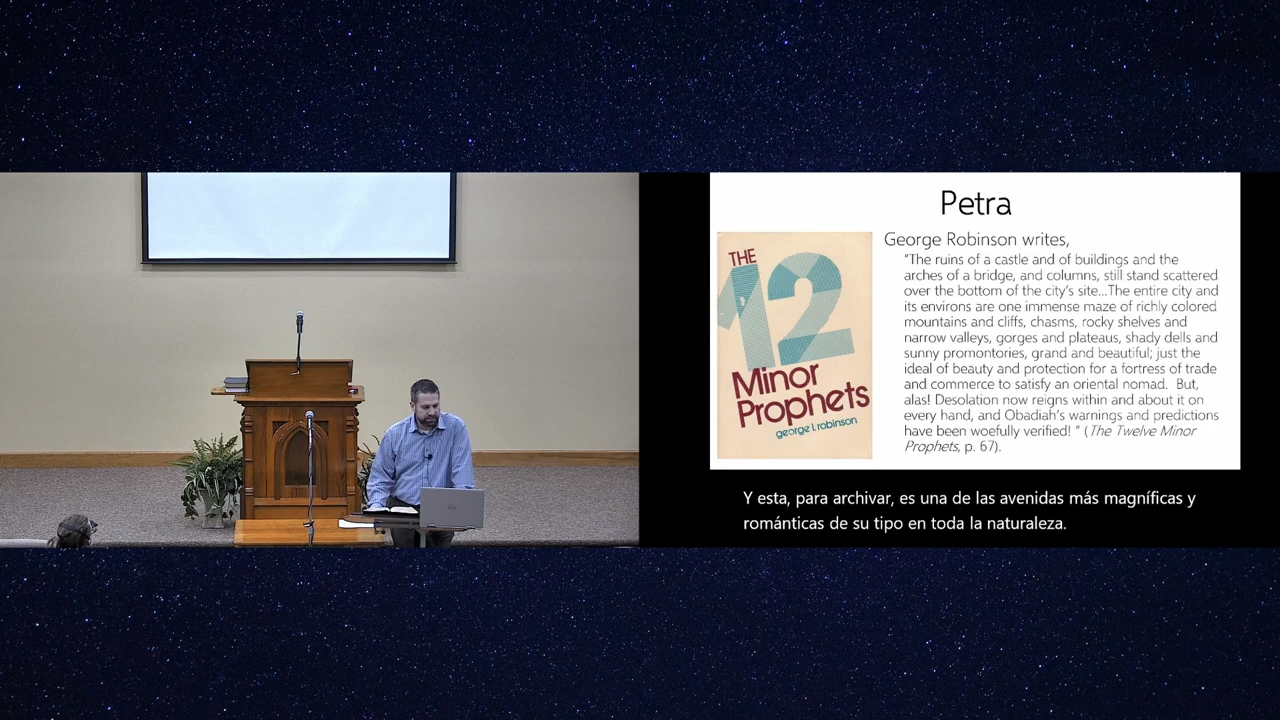 Petra
THE
12
Minor
Prophets
george l. robinson
George Robinson writes,
“The ruins of a castle and of buildings and the
arches of a bridge, and columns, still stand scattered
over the bottom of the city’s site...The entire city and
its environs are one immense maze of richly colored
mountains and cliffs, chasms, rocky shelves and
narrow valleys, gorges and plateaus, shady dells and
sunny promontories, grand and beautiful; just the
ideal of beauty and protection for a fortress of trade
and commerce to satisfy an oriental nomad. But,
alas! Desolation now reigns within and about it on
every hand, and Obadiah’s warnings and predictions
have been woefully verified! ” (The Twelve Minor
Prophets, p. 67).
Y esta, para archivar, es una de las avenidas más magníficas y
románticas de su tipo en toda la naturaleza.